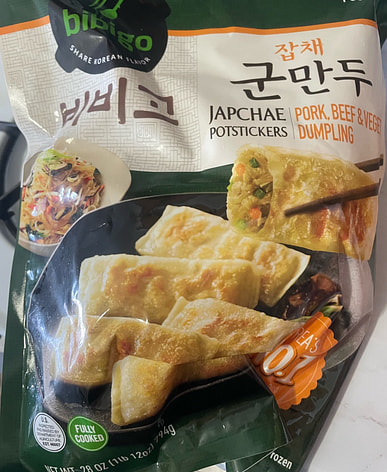 bibigo
SHARE KOREAN FLAVOR
비비고
잡채
군만두
JAPCHAE
POTSTICKERS
PORK, BEEF &
DUMPLING
FULLY
COOKED
NET WT. 28 OZ (1lb 12oz) 794g